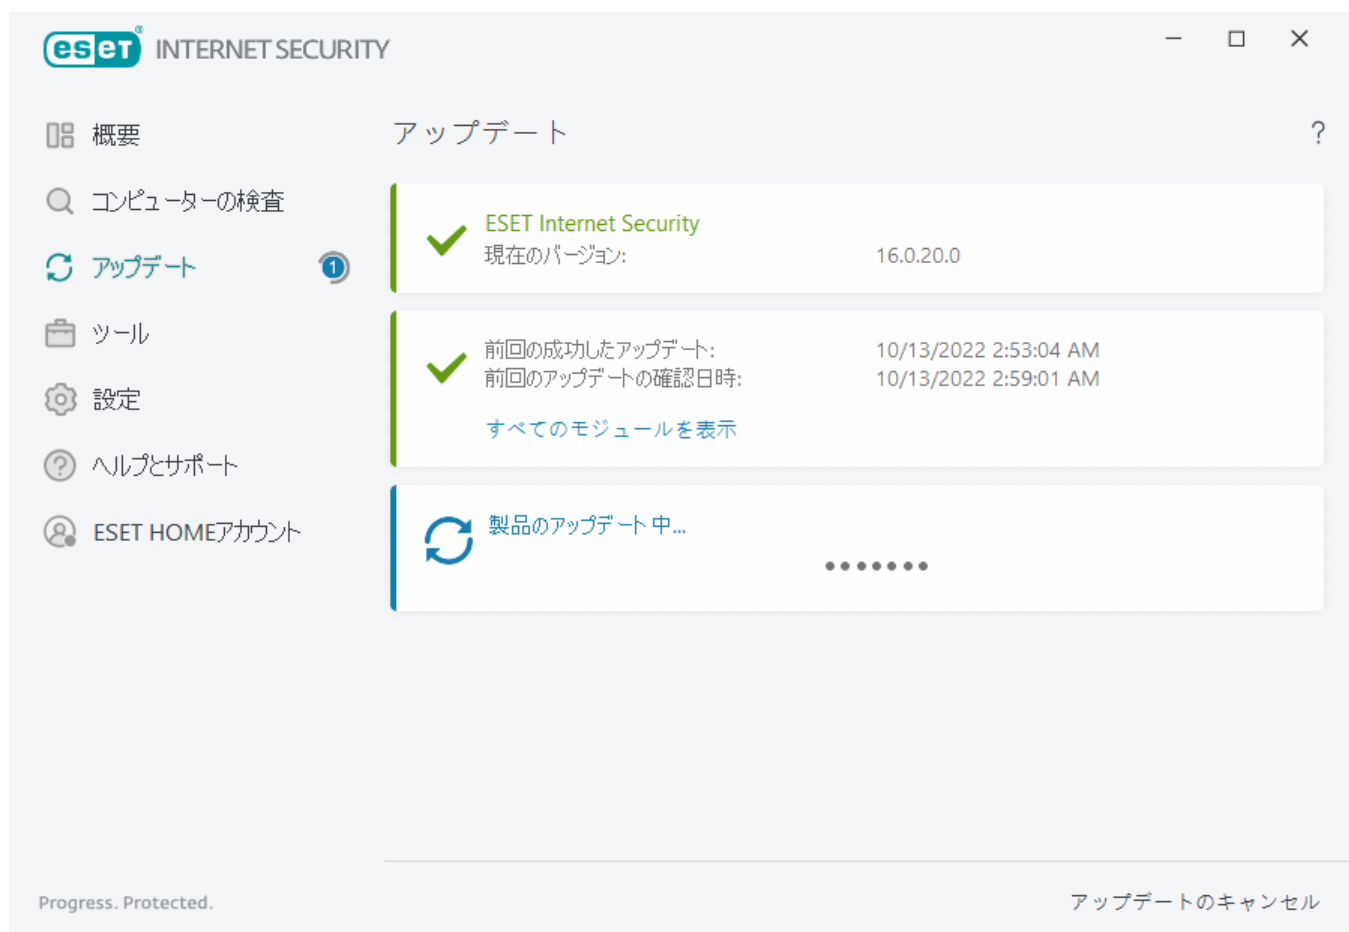 eset® INTERNET SECURITY
概要
コンピューターの検査
アップデート
1
ツール
設定
ヘルプとサポート
ESET HOMEアカウント
アップデート
?
ESET Internet Security
現在のバージョン: 16.0.20.0
前回の成功したアップデート: 10/13/2022 2:53:04 AM
前回のアップデートの確認日時: 10/13/2022 2:59:01 AM
すべてのモジュールを表示
製品のアップデート中...
Progress. Protected.
アップデートのキャンセル